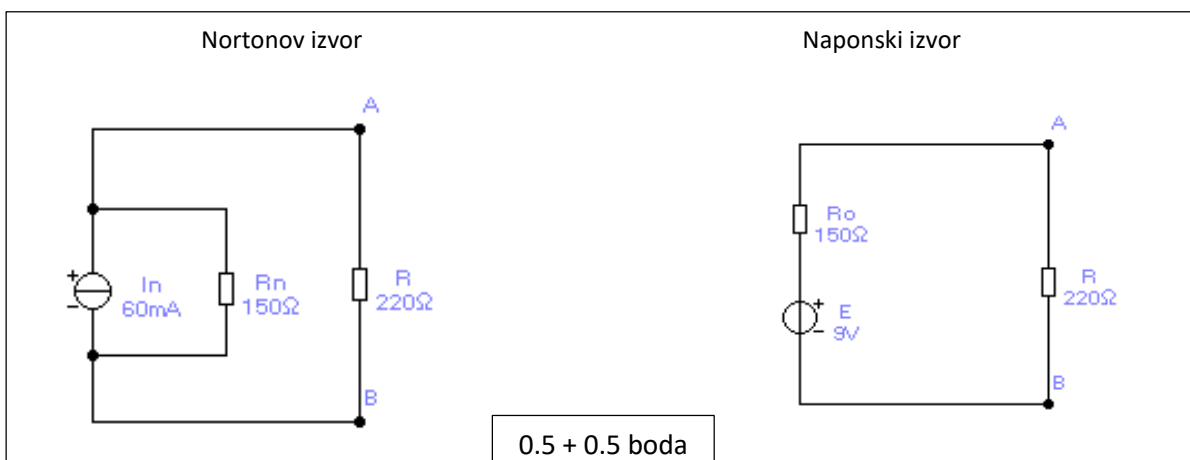 Nortonov izvor
Naponski izvor
A
+
−
In
60mA
Rn
150Ω
R
220Ω
B
A
Ro
150Ω
+
−
E
9V
R
220Ω
B
0.5 + 0.5 boda